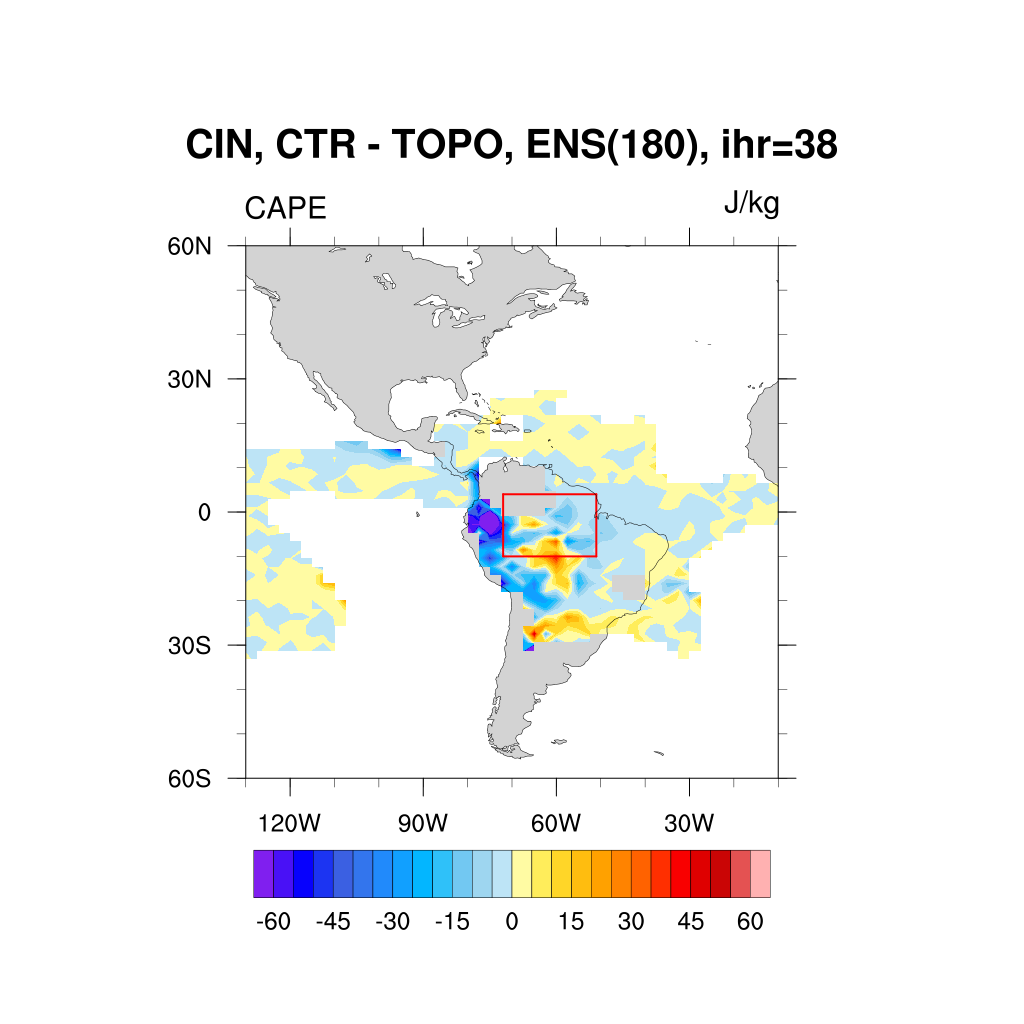 CIN, CTR - TOPO, ENS(180), ihr=38
CAPE J/kg
60N
30N
0
30S
60S
120W 90W 60W 30W
-60 -45 -30 -15 0 15 30 45 60